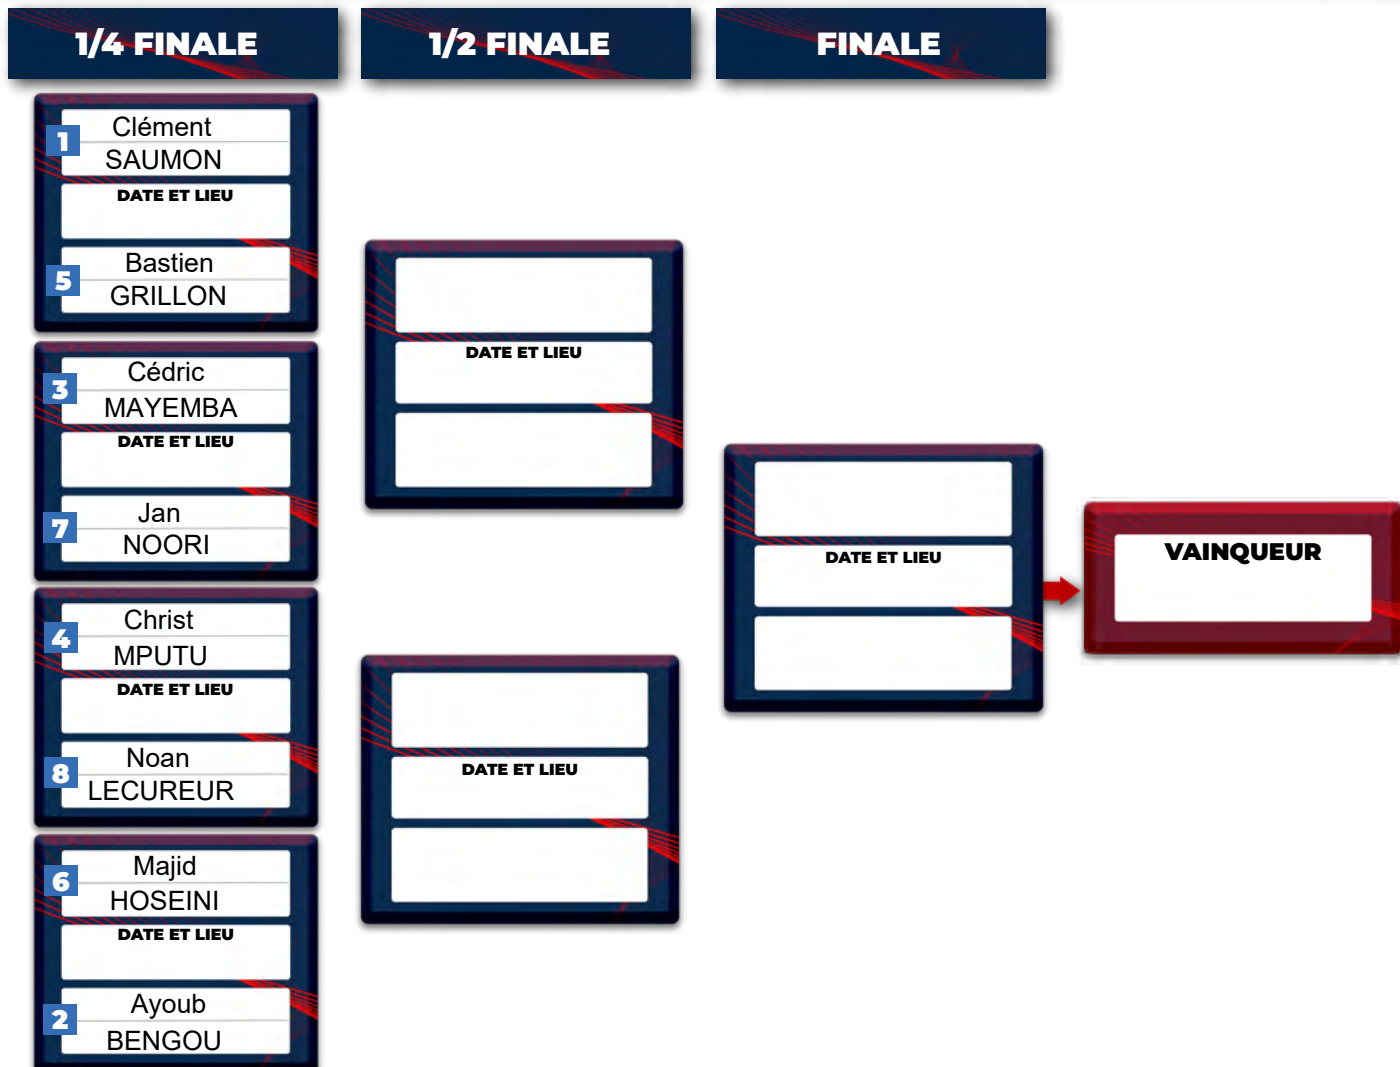 1/4 FINALE
1/2 FINALE
FINALE
1
Clément
SAUMON
DATE ET LIEU
5
Bastien
GRILLON
3
Cédric
MAYEMBA
DATE ET LIEU
7
Jan
NOORI
4
Christ
MPUTU
DATE ET LIEU
8
Noan
LECUREUR
6
Majid
HOSEINI
DATE ET LIEU
2
Ayoub
BENGOU
DATE ET LIEU
DATE ET LIEU
DATE ET LIEU
VAINQUEUR